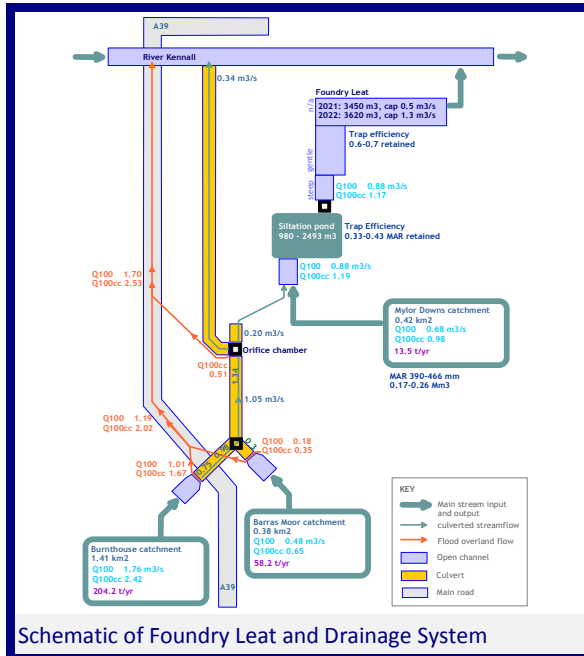 A39
River Kennall
0.34 m3/s
Foundry Leat
n/a
2021: 3450 m3, cap 0.5 m3/s
2022: 3620 m3, cap 1.3 m3/s
Trap efficiency
0.6-0.7 retained
gentle
steep
Q100 0.88 m3/s
Q100cc 1.17
Siltation pond
980 - 2493 m3
Trap Efficiency
0.33-0.43 MAR retained
Q100 0.88 m3/s
Q100cc 1.19
Q100 1.70
Q100cc 2.53
Mylor Downs catchment
0.42 km2
Q100 0.68 m3/s
Q100cc 0.98
13.5 t/yr
0.20 m3/s
Orifice chamber
Q100cc
0.51
1.34
MAR 390-466 mm
0.17-0.26 Mm3
1.05 m3/s
Q100 1.19
Q100cc 2.02
Q100 0.18
Q100cc 0.35
0.3
Q100 1.01
Q100cc 1.67
0.75
Barras Moor catchment
0.38 km2
Q100 0.48 m3/s
Q100cc 0.65
58.2 t/yr
Burnthouse catchment
1.41 km2
Q100 1.76 m3/s
Q100cc 2.42
204.2 t/yr
A39
KEY
Main stream input
and output
culverted streamflow
Flood overland flow
Open channel
Culvert
Main road
Schematic of Foundry Leat and Drainage System